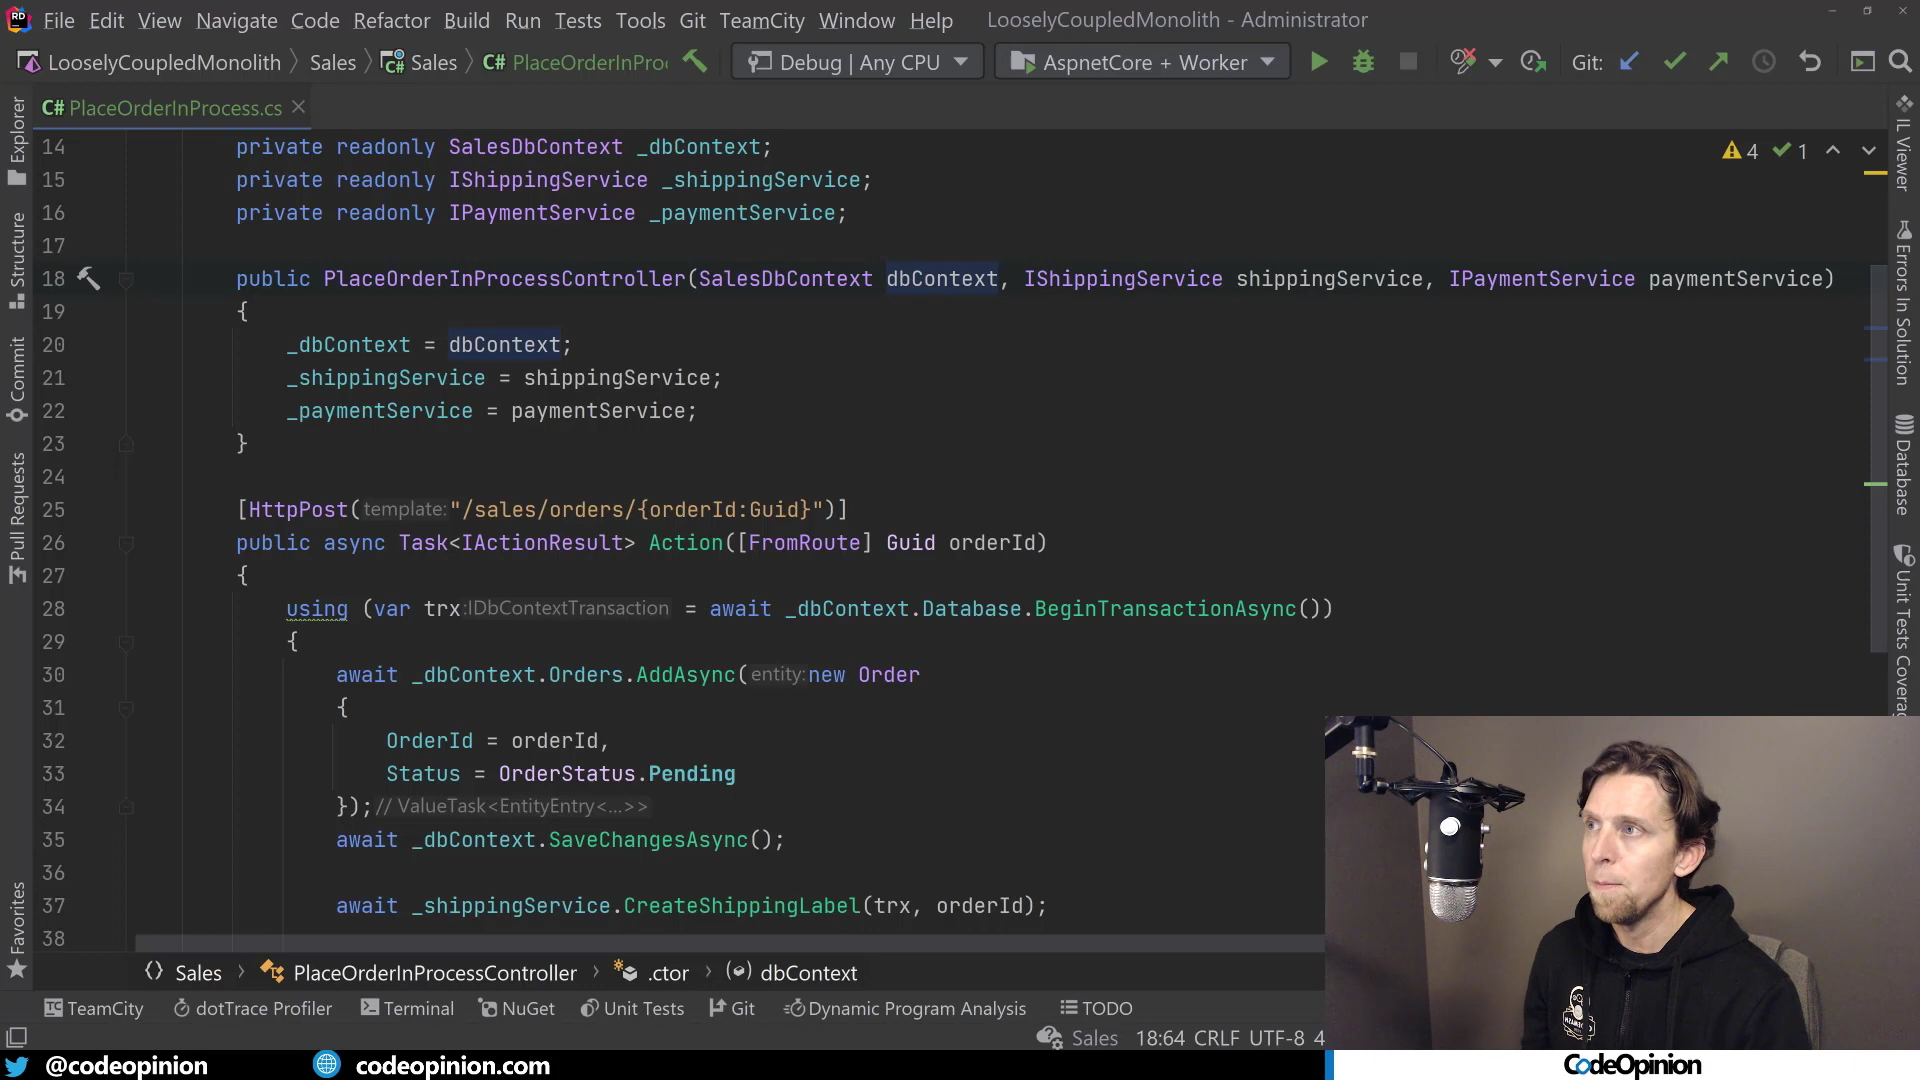 File Edit View Navigate Code Refactor Build Run Tests Tools Git TeamCity Window Help LooselyCoupledMonolith - Administrator
LooselyCoupledMonolith Sales Sales C# PlaceOrderInPro Debug | Any CPU AspnetCore + Worker Git:
C# PlaceOrderInProcess.cs
14 private readonly SalesDbContext _dbContext;
15 private readonly IShippingService _shippingService;
16 private readonly IPaymentService _paymentService;
17
18 public PlaceOrderInProcessController(SalesDbContext dbContext, IShippingService shippingService, IPaymentService paymentService)
19 {
20 _dbContext = dbContext;
21 _shippingService = shippingService;
22 _paymentService = paymentService;
23 }
24
25 [HttpPost(template:"/sales/orders/{orderId:Guid}")]
26 public async Task<IActionResult> Action([FromRoute] Guid orderId)
27 {
28 using (var trx:IDbContextTransaction = await _dbContext.Database.BeginTransactionAsync())
29 {
30 await _dbContext.Orders.AddAsync(entity:new Order
31 {
32 OrderId = orderId,
33 Status = OrderStatus.Pending
34 });// ValueTask<EntityEntry<...>>
35 await _dbContext.SaveChangesAsync();
36
37 await _shippingService.CreateShippingLabel(trx, orderId);
38
4 1
Explorer
Structure
Commit
Pull Requests
Favorites
IL Viewer
Errors In Solution
Database
Unit Tests Coverag
Sales PlaceOrderInProcessController .ctor dbContext
TeamCity dotTrace Profiler Terminal NuGet Unit Tests Git Dynamic Program Analysis TODO
Sales 18:64 CRLF UTF-8 4
@codeopinion codeopinion.com CodeOpinion